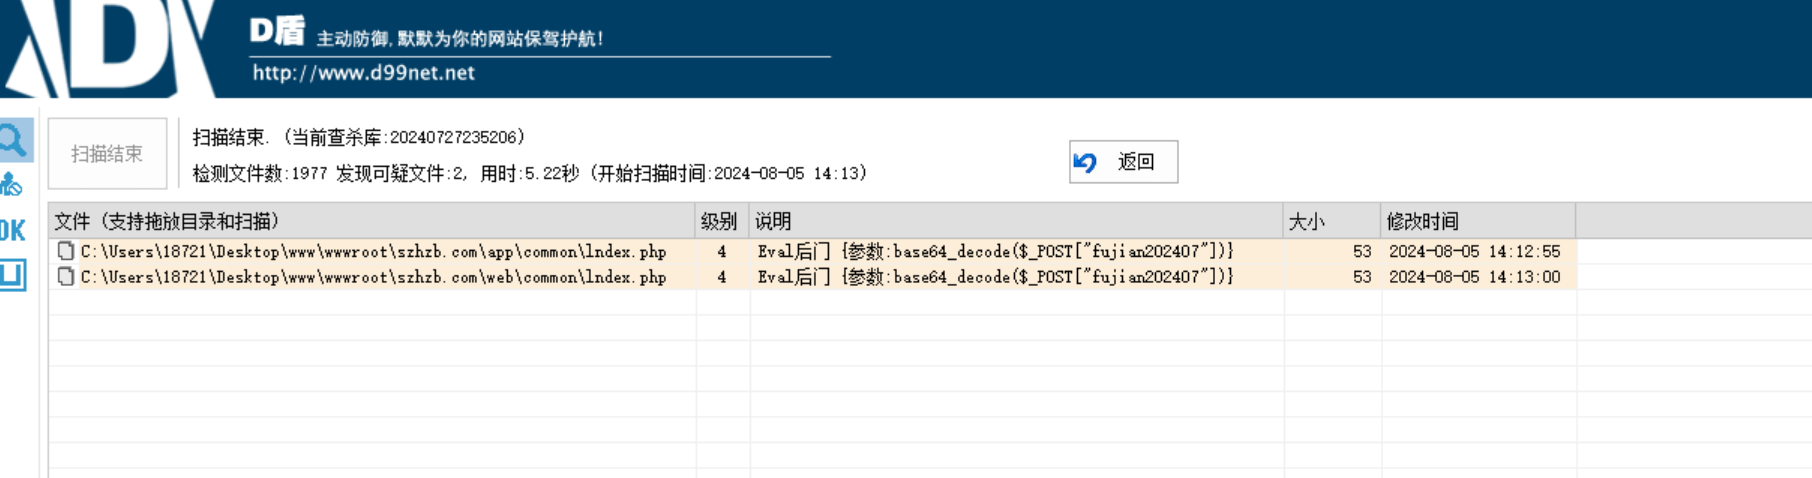 D盾 主动防御,默默为你的网站保驾护航!
http://www.d99net.net
扫描结束
扫描结束. (当前查杀库:20240727235206)
检测文件数:1977 发现可疑文件:2, 用时:5.22秒 (开始扫描时间:2024-08-05 14:13)
返回
文件 (支持拖放目录和扫描) 级别 说明 大小 修改时间
C:\Users\18721\Desktop\www\wwwroot\szhzb.com\app\common\lndex.php 4 Eval后门 {参数:base64_decode($_POST["fujian202407"])} 53 2024-08-05 14:12:55
C:\Users\18721\Desktop\www\wwwroot\szhzb.com\web\common\lndex.php 4 Eval后门 {参数:base64_decode($_POST["fujian202407"])} 53 2024-08-05 14:13:00